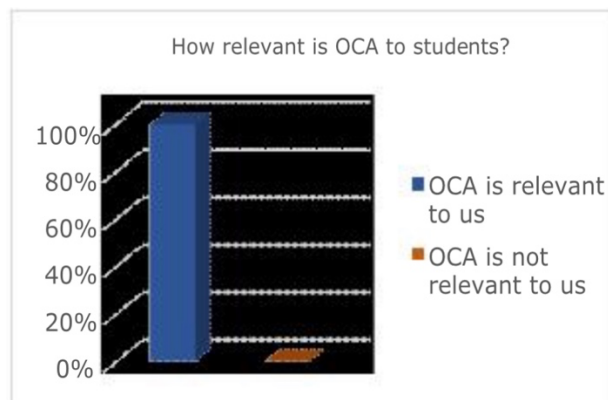 How relevant is OCA to students?
100%
80%
60%
40%
20%
0%
OCA is relevant
to us
OCA is not
relevant to us